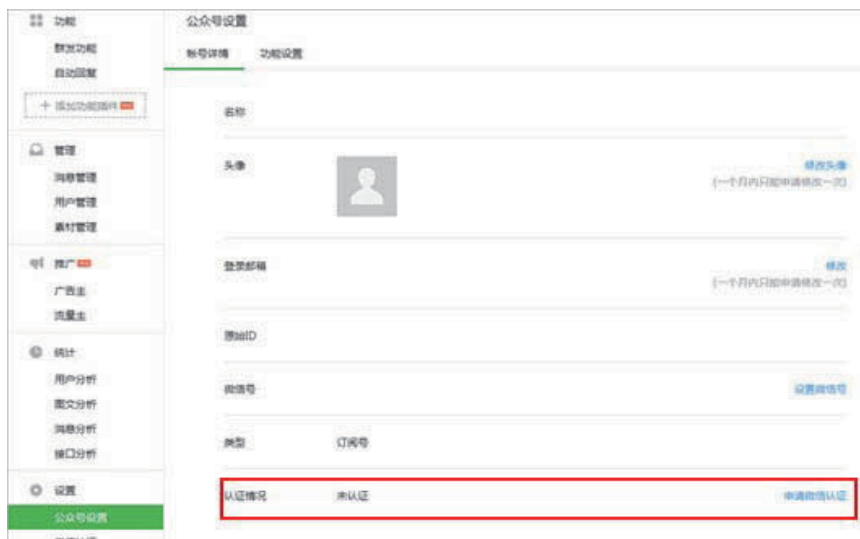 功能
群发功能
自动回复
+ 添加功能插件
管理
消息管理
用户管理
素材管理
推广
广告主
流量主
统计
用户分析
图文分析
消息分析
接口分析
设置
公众号设置
公众号设置
帐号详情 功能设置
名称
头像 修改头像
(一个月内只能申请修改一次)
登录邮箱 修改
(一个月内只能申请修改一次)
原始ID
微信号 设置微信号
类型 订阅号
认证情况 未认证 申请微信认证